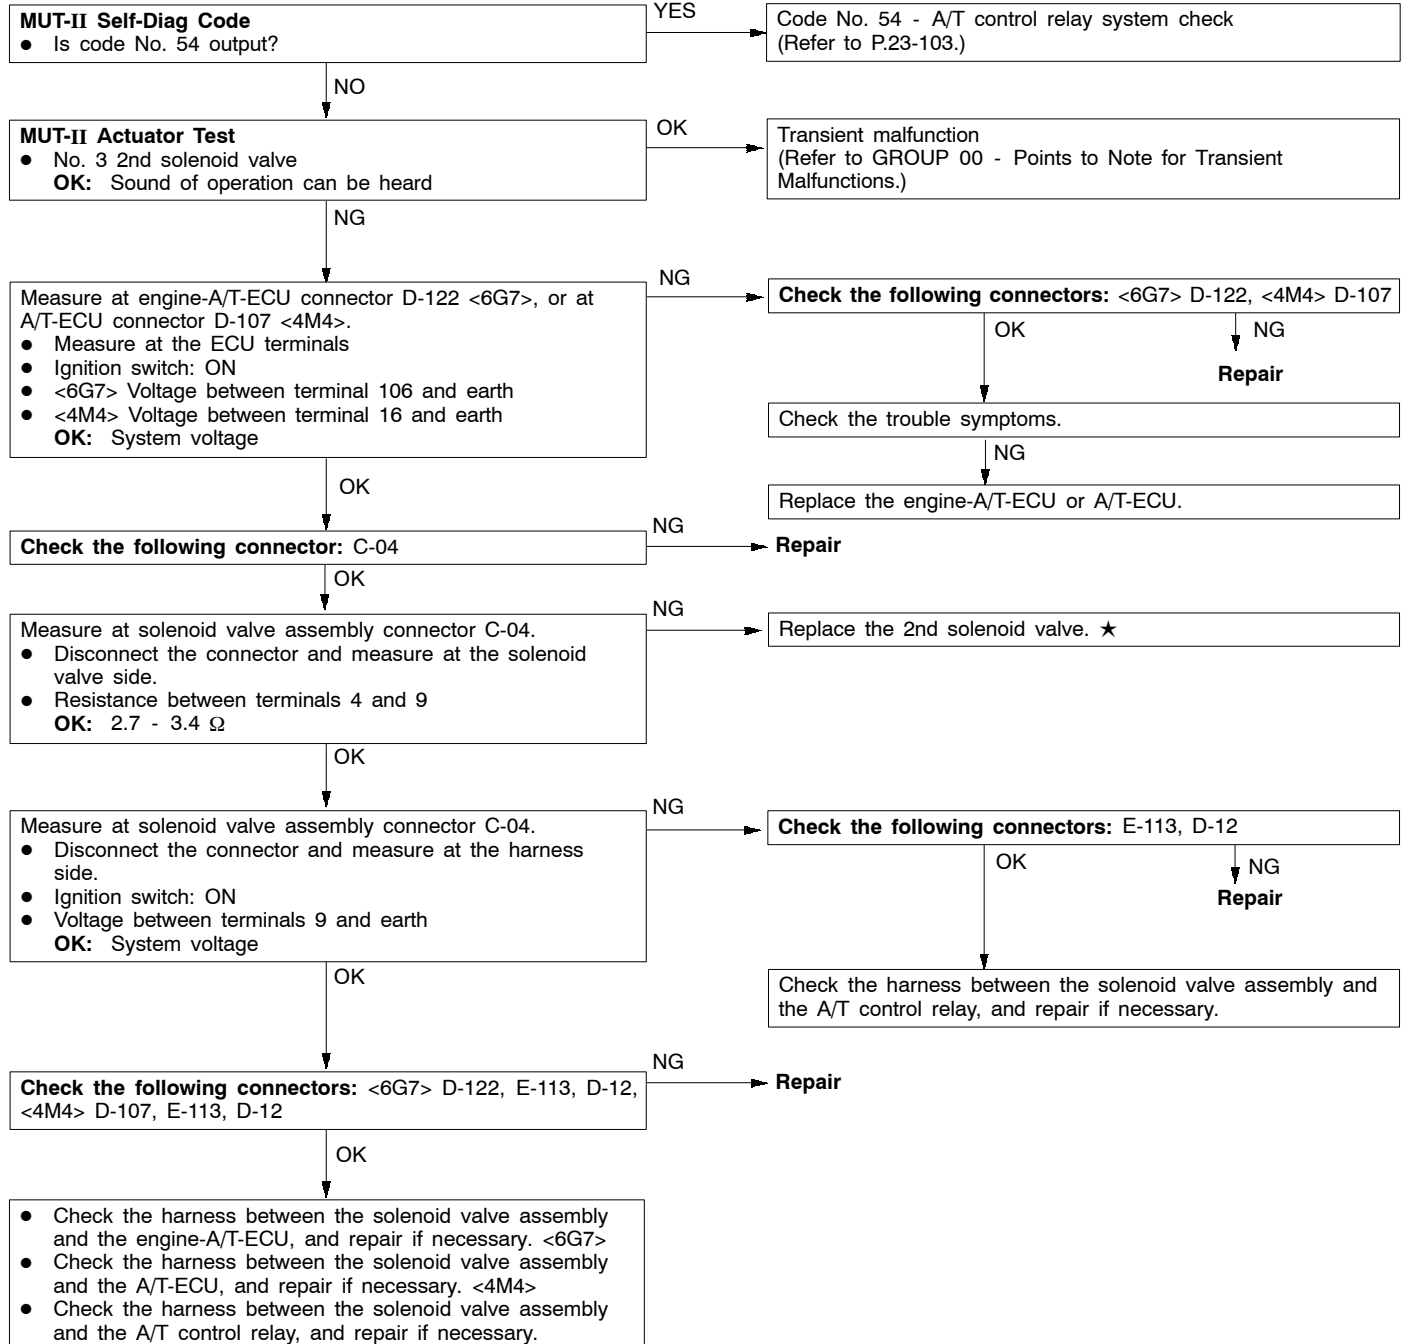 MUT-II Self-Diag Code
● Is code No. 54 output?
YES
Code No. 54 - A/T control relay system check
(Refer to P.23-103.)
NO
MUT-II Actuator Test
● No. 3 2nd solenoid valve
OK: Sound of operation can be heard
OK
Transient malfunction
(Refer to GROUP 00 - Points to Note for Transient
Malfunctions.)
NG
Measure at engine-A/T-ECU connector D-122 <6G7>, or at
A/T-ECU connector D-107 <4M4>.
● Measure at the ECU terminals
● Ignition switch: ON
● <6G7> Voltage between terminal 106 and earth
● <4M4> Voltage between terminal 16 and earth
OK: System voltage
NG
Check the following connectors: <6G7> D-122, <4M4> D-107
OK
NG
Repair
Check the trouble symptoms.
NG
Replace the engine-A/T-ECU or A/T-ECU.
OK
Check the following connector: C-04
NG
Repair
OK
Measure at solenoid valve assembly connector C-04.
● Disconnect the connector and measure at the solenoid
valve side.
● Resistance between terminals 4 and 9
OK: 2.7 - 3.4 Ω
NG
Replace the 2nd solenoid valve. ★
OK
Measure at solenoid valve assembly connector C-04.
● Disconnect the connector and measure at the harness
side.
● Ignition switch: ON
● Voltage between terminals 9 and earth
OK: System voltage
NG
Check the following connectors: E-113, D-12
OK
NG
Repair
Check the harness between the solenoid valve assembly and
the A/T control relay, and repair if necessary.
OK
Check the following connectors: <6G7> D-122, E-113, D-12,
<4M4> D-107, E-113, D-12
NG
Repair
OK
● Check the harness between the solenoid valve assembly
and the engine-A/T-ECU, and repair if necessary. <6G7>
● Check the harness between the solenoid valve assembly
and the A/T-ECU, and repair if necessary. <4M4>
● Check the harness between the solenoid valve assembly
and the A/T control relay, and repair if necessary.